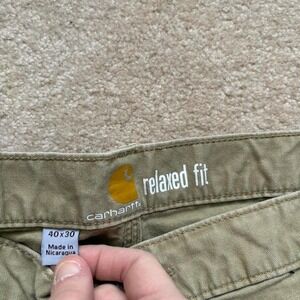 relaxed fit
carhartt
40x30
Made in
Nicaragua